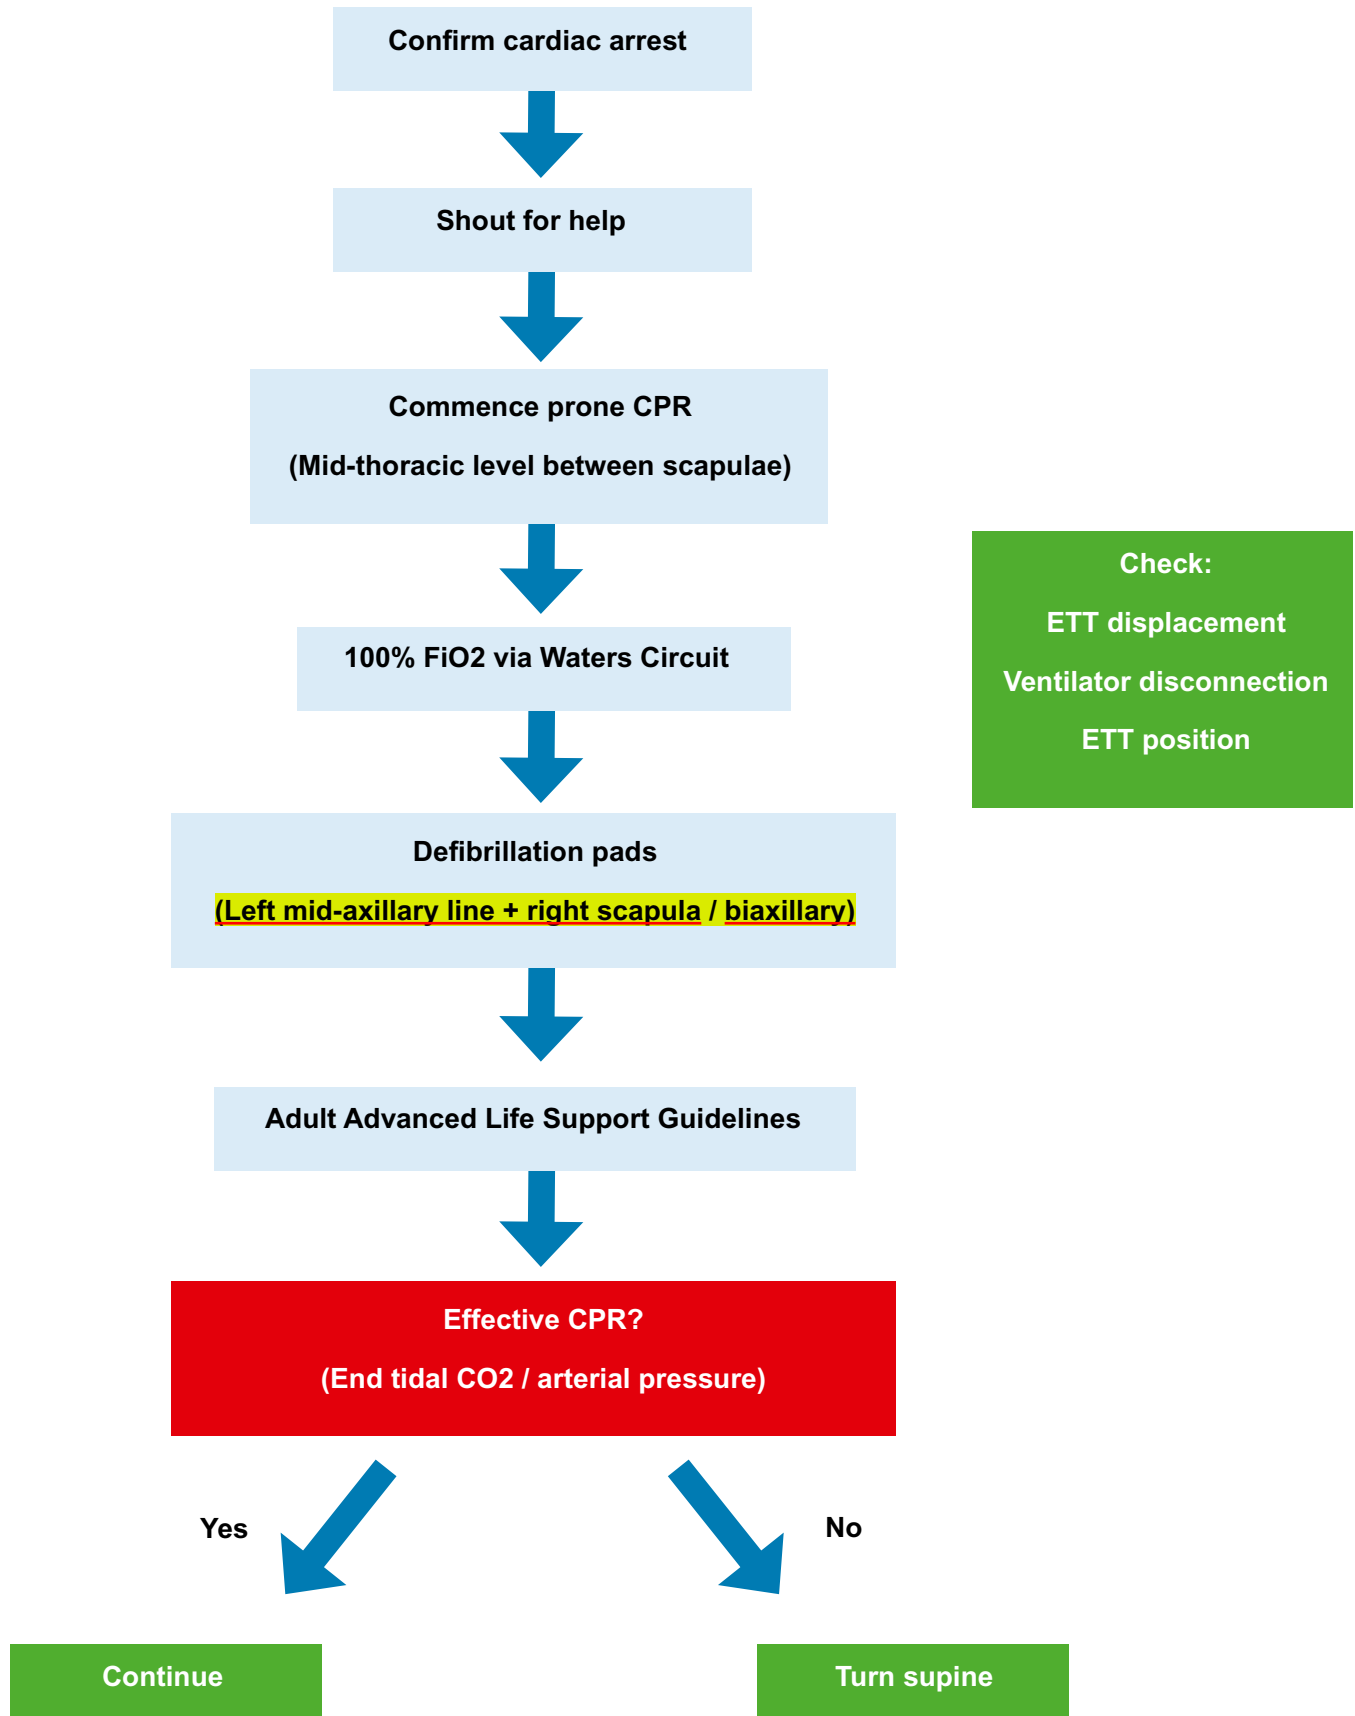 Confirm cardiac arrest
Shout for help
Commence prone CPR
(Mid-thoracic level between scapulae)
100% FiO2 via Waters Circuit
Check:
ETT displacement
Ventilator disconnection
ETT position
Defibrillation pads
(Left mid-axillary line + right scapula / biaxillary)
Adult Advanced Life Support Guidelines
Effective CPR?
(End tidal CO2 / arterial pressure)
Yes
No
Continue
Turn supine